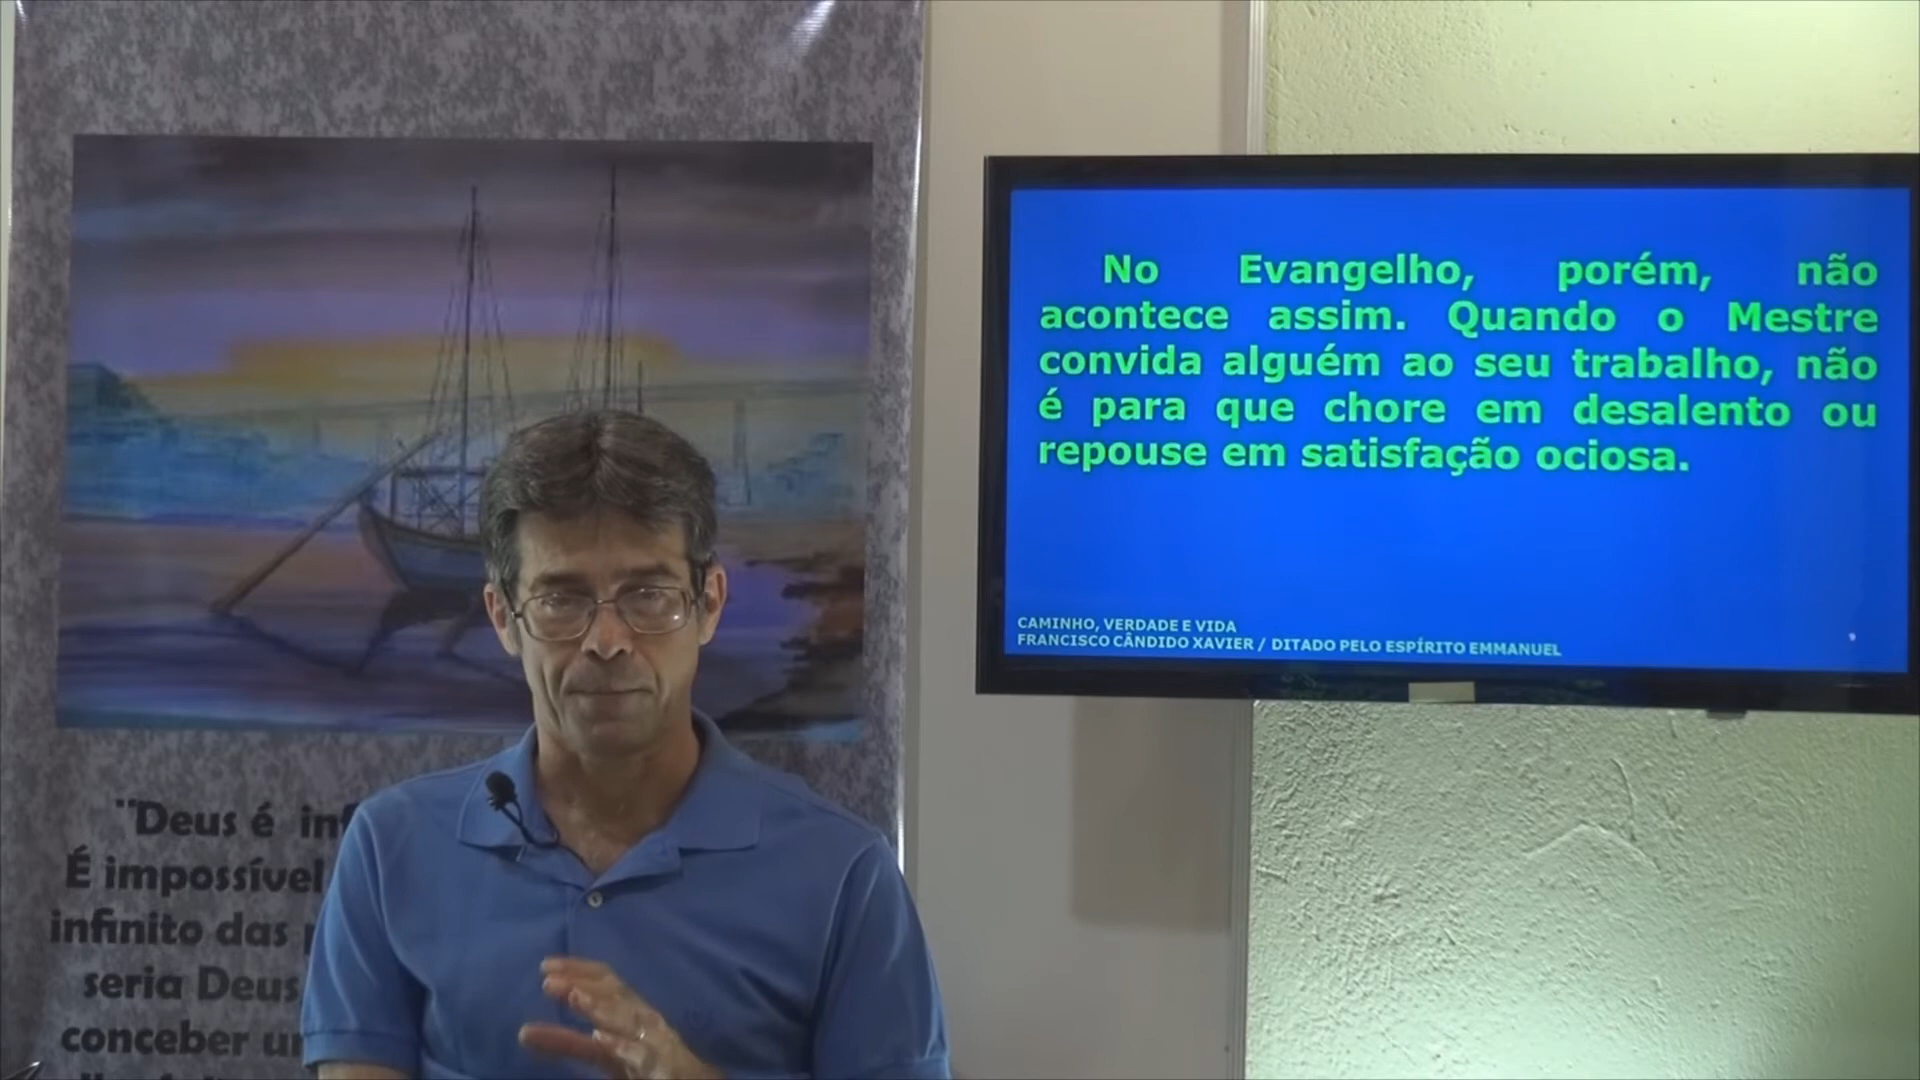 No Evangelho, porém, não
acontece assim. Quando o Mestre
convida alguém ao seu trabalho, não
é para que chore em desalento ou
repouse em satisfação ociosa.
CAMINHO, VERDADE E VIDA
FRANCISCO CÂNDIDO XAVIER / DITADO PELO ESPÍRITO EMMANUEL
¨Deus é
É impossível
infinito das
seria Deus
conceber